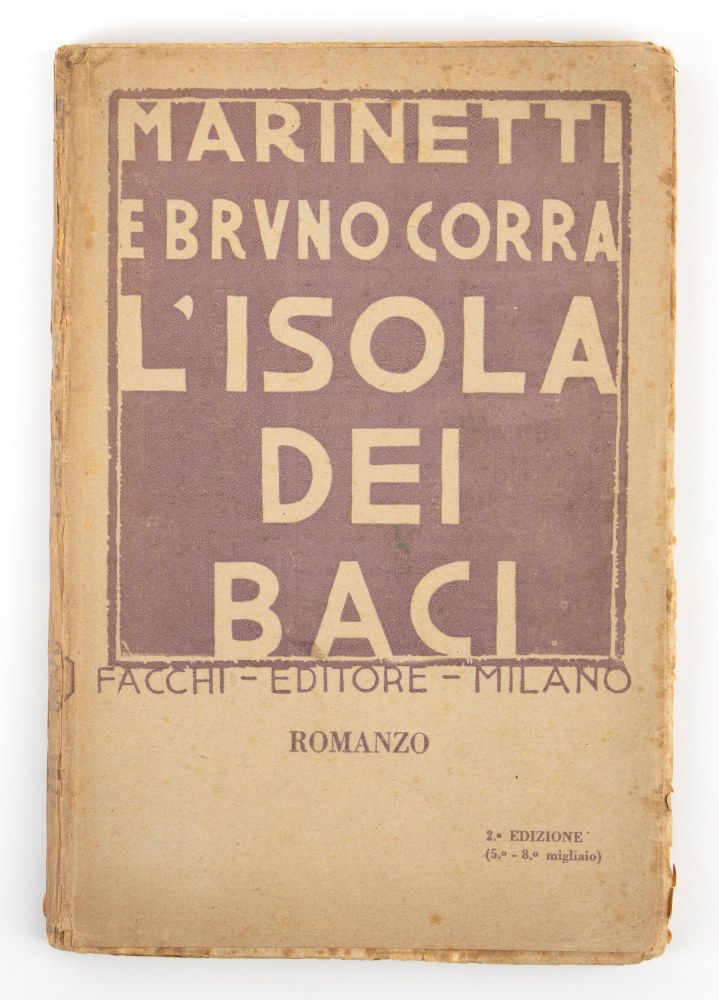 MARINETTI
E BRVNO CORRA
L'ISOLA
DEI
BACI
FACCHI - EDITORE - MILANO
ROMANZO
2.ª EDIZIONE
(5.º - 8.º migliaio)